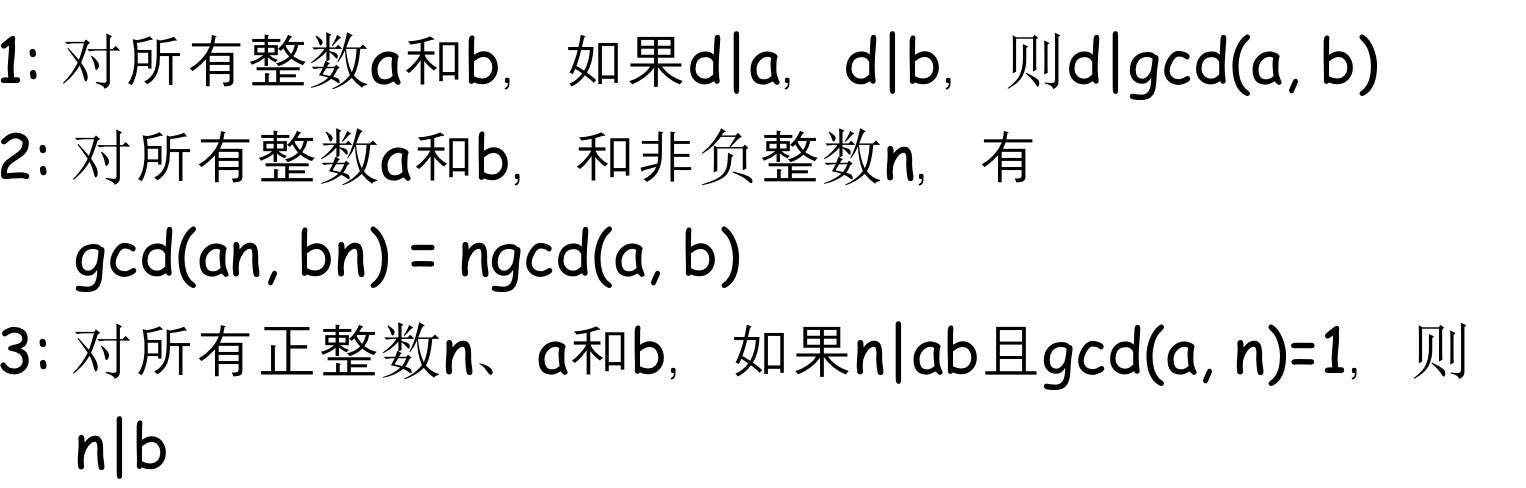 1: 对所有整数a和b, 如果d|a, d|b, 则d|gcd(a, b)
2: 对所有整数a和b, 和非负整数n, 有
gcd(an, bn) = ngcd(a, b)
3: 对所有正整数n、a和b, 如果n|ab且gcd(a, n)=1, 则
n|b